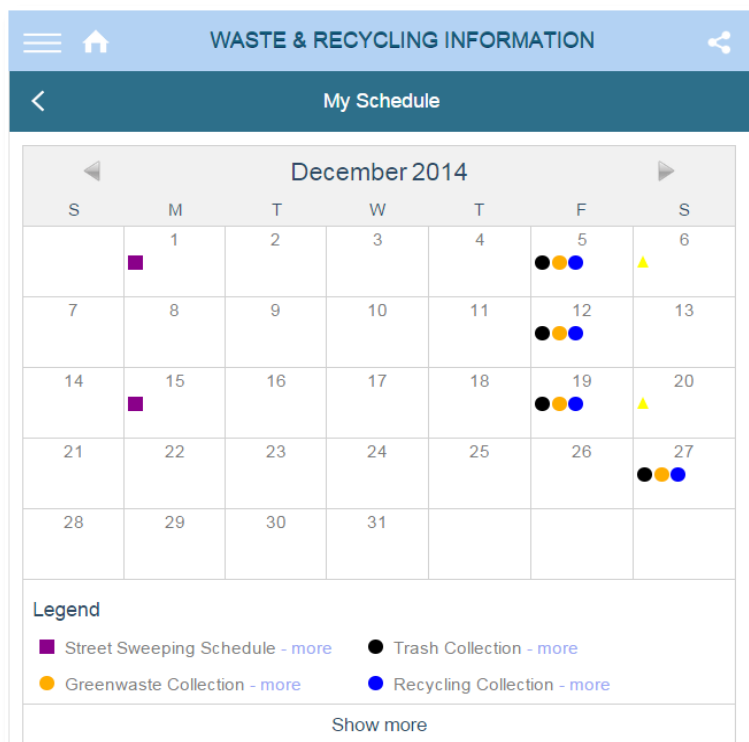 WASTE & RECYCLING INFORMATION
My Schedule
December 2014
S M T W T F S
1 2 3 4 5 6
7 8 9 10 11 12 13
14 15 16 17 18 19 20
21 22 23 24 25 26 27
28 29 30 31
Legend
Street Sweeping Schedule - more Trash Collection - more
Greenwaste Collection - more Recycling Collection - more
Show more